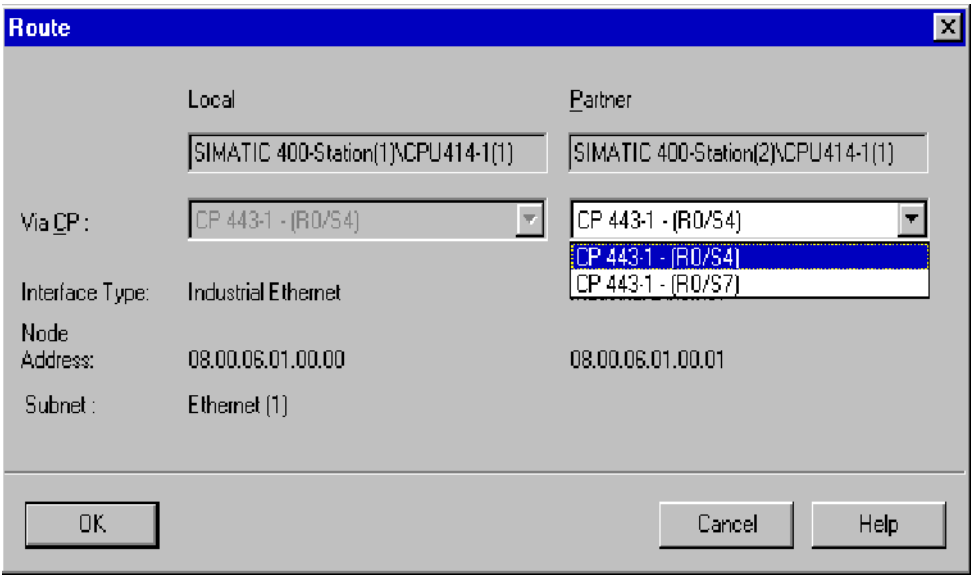 Route
Local Partner
SIMATIC 400-Station(1)\CPU414-1(1) SIMATIC 400-Station(2)\CPU414-1(1)
Via CP : CP 443-1 - (R0/S4) CP 443-1 - (R0/S4)
CP 443-1 - (R0/S4)
CP 443-1 - (R0/S7)
Interface Type: Industrial Ethernet
Node
Address: 08.00.06.01.00.00 08.00.06.01.00.01
Subnet : Ethernet (1)
OK Cancel Help